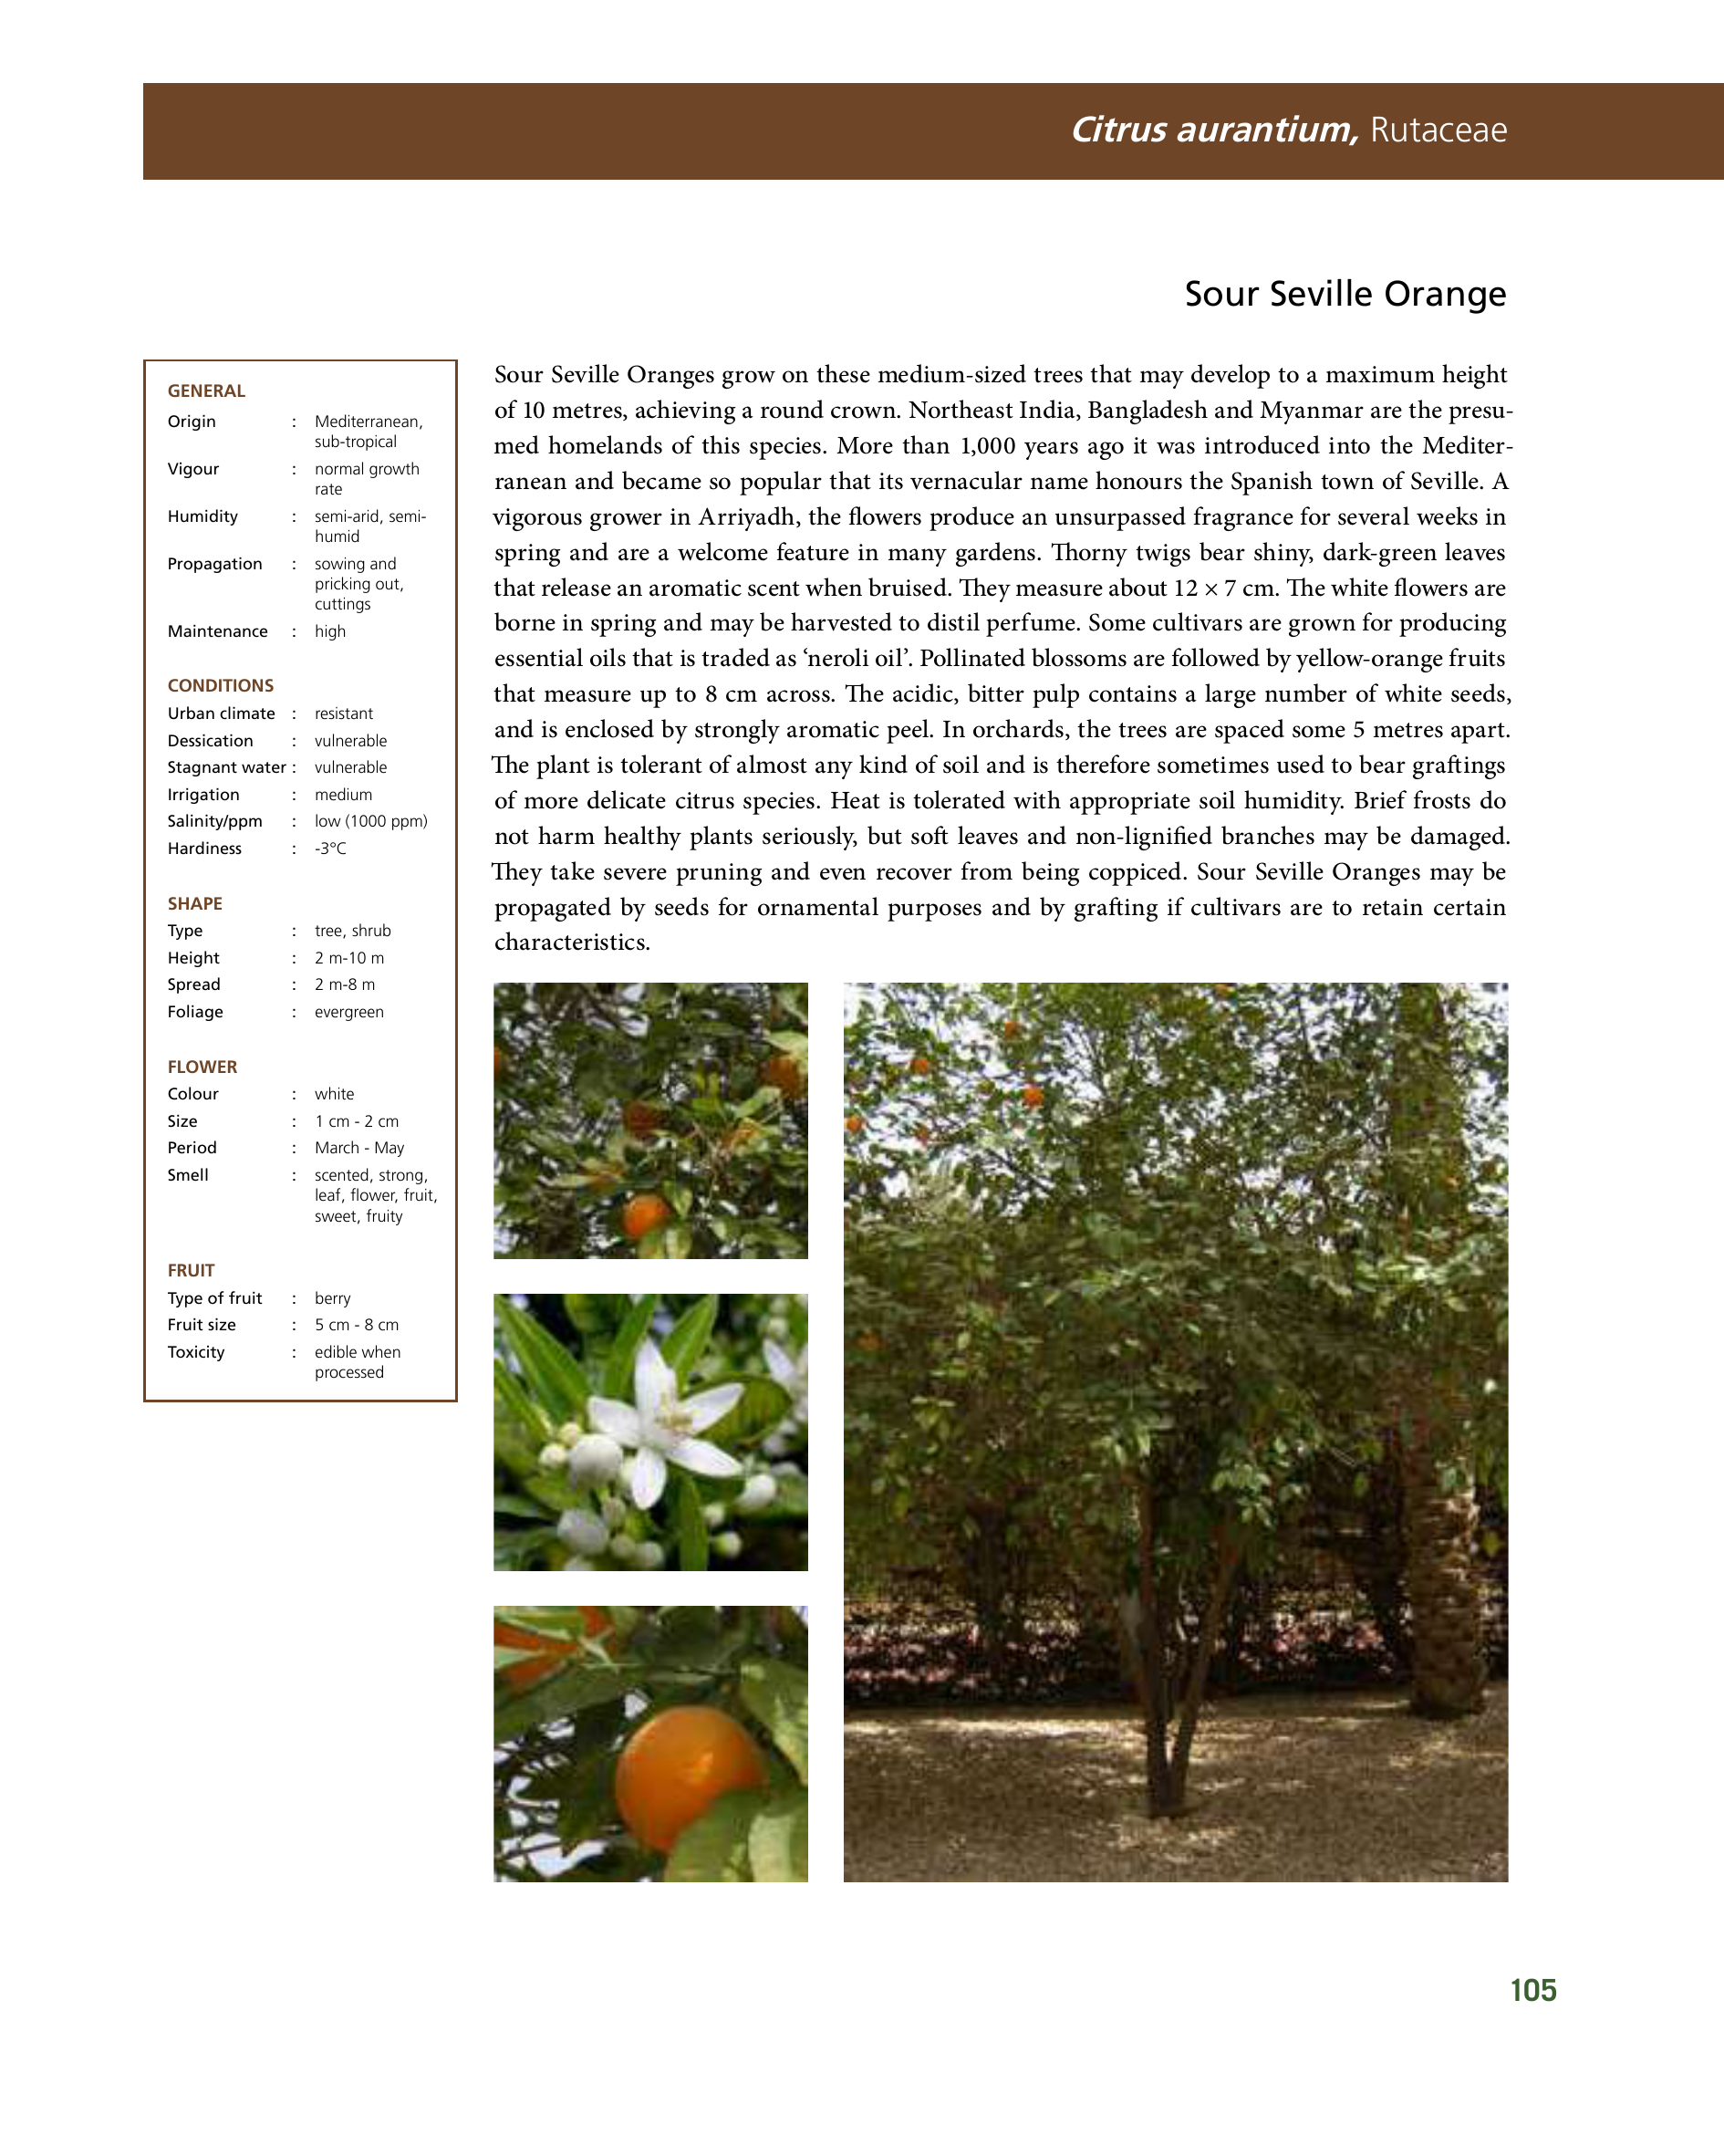 Citrus aurantium, Rutaceae
Sour Seville Orange
GENERAL
Origin : Mediterranean,
sub-tropical
Vigour : normal growth
rate
Humidity : semi-arid, semi-
humid
Propagation : sowing and
pricking out,
cuttings
Maintenance : high
CONDITIONS
Urban climate : resistant
Dessication : vulnerable
Stagnant water : vulnerable
Irrigation : medium
Salinity/ppm : low (1000 ppm)
Hardiness : -3°C
SHAPE
Type : tree, shrub
Height : 2 m-10 m
Spread : 2 m-8 m
Foliage : evergreen
FLOWER
Colour : white
Size : 1 cm - 2 cm
Period : March - May
Smell : scented, strong,
leaf, flower, fruit,
sweet, fruity
FRUIT
Type of fruit : berry
Fruit size : 5 cm - 8 cm
Toxicity : edible when
processed
Sour Seville Oranges grow on these medium-sized trees that may develop to a maximum height
of 10 metres, achieving a round crown. Northeast India, Bangladesh and Myanmar are the presu-
med homelands of this species. More than 1,000 years ago it was introduced into the Mediter-
ranean and became so popular that its vernacular name honours the Spanish town of Seville. A
vigorous grower in Arriyadh, the flowers produce an unsurpassed fragrance for several weeks in
spring and are a welcome feature in many gardens. Thorny twigs bear shiny, dark-green leaves
that release an aromatic scent when bruised. They measure about 12 × 7 cm. The white flowers are
borne in spring and may be harvested to distil perfume. Some cultivars are grown for producing
essential oils that is traded as ‘neroli oil’. Pollinated blossoms are followed by yellow-orange fruits
that measure up to 8 cm across. The acidic, bitter pulp contains a large number of white seeds,
and is enclosed by strongly aromatic peel. In orchards, the trees are spaced some 5 metres apart.
The plant is tolerant of almost any kind of soil and is therefore sometimes used to bear graftings
of more delicate citrus species. Heat is tolerated with appropriate soil humidity. Brief frosts do
not harm healthy plants seriously, but soft leaves and non-lignified branches may be damaged.
They take severe pruning and even recover from being coppiced. Sour Seville Oranges may be
propagated by seeds for ornamental purposes and by grafting if cultivars are to retain certain
characteristics.
105